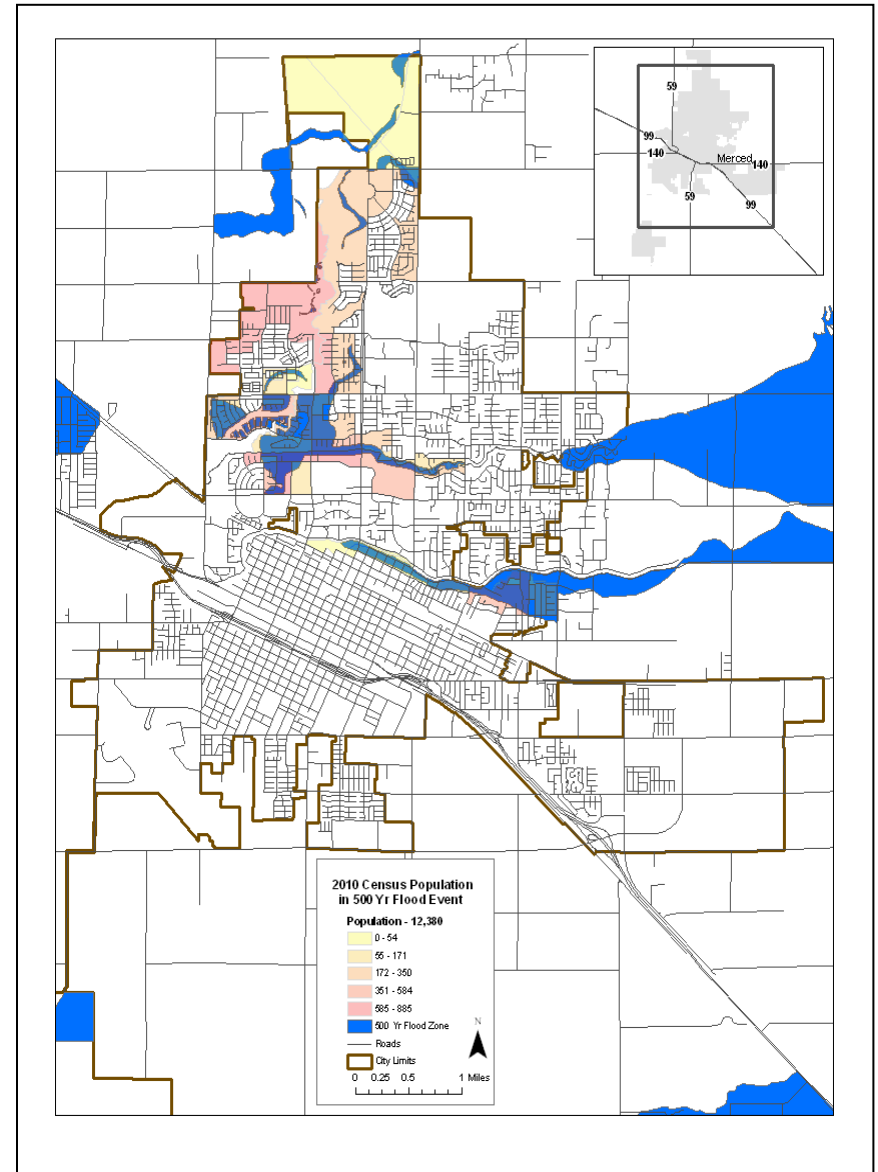 59
99
140
Merced
140
59
99
2010 Census Population
in 500 Yr Flood Event
Population - 12,380
0 - 54
55 - 171
172 - 350
351 - 584
585 - 885
500 Yr Flood Zone
Roads
City Limits
N
0 0.25 0.5 1 Miles